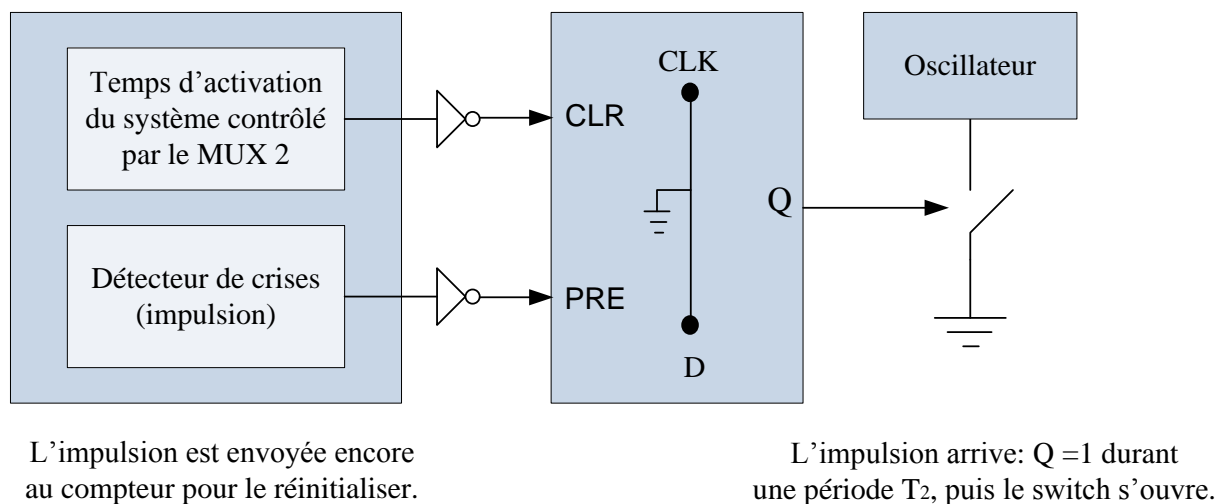 Temps d’activation
du système contrôlé
par le MUX 2
Détecteur de crises
(impulsion)
CLR
PRE
CLK
D
Q
Oscillateur
L’impulsion est envoyée encore
au compteur pour le réinitialiser.
L’impulsion arrive: Q =1 durant
une période T2, puis le switch s’ouvre.